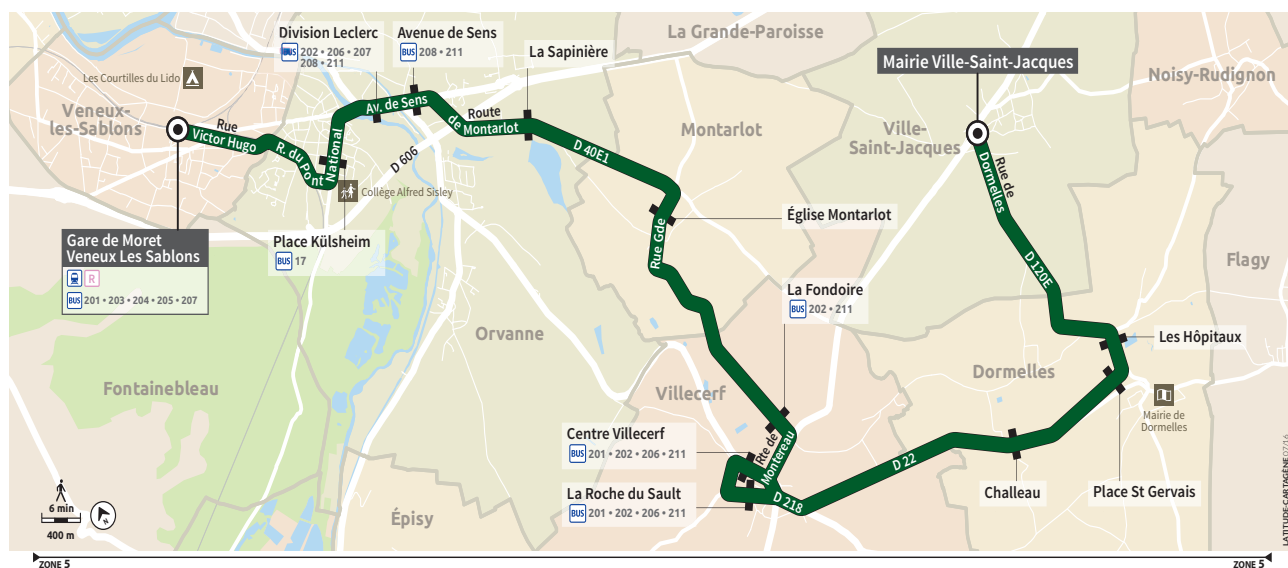 Division Leclerc
BUS 202 • 206 • 207
208 • 211
Avenue de Sens
BUS 208 • 211
La Sapinière
La Grande-Paroisse
Mairie Ville-Saint-Jacques
Noisy-Rudignon
Les Courtilles du Lido
Veneux-
les-Sablons
Rue
Victor Hugo
R. du Pont
National
Av. de Sens
Route
de Montarlot
D 606
D 40E1
Montarlot
Ville-
Saint-Jacques
Rue de
Dormelles
Collège Alfred Sisley
Gare de Moret
Veneux Les Sablons
R
BUS 201 • 203 • 204 • 205 • 207
Place Külsheim
BUS 17
Église Montarlot
Rue Gde
D 120E
Flagy
La Fondoire
BUS 202 • 211
Orvanne
Les Hôpitaux
Fontainebleau
Villecerf
Dormelles
Mairie de
Dormelles
Centre Villecerf
BUS 201 • 202 • 206 • 211
Rte de
Montereau
D 22
La Roche du Sault
BUS 201 • 202 • 206 • 211
D 218
Challeau
Place St Gervais
Épisy
6 min
400 m
N
LATITUDE-CARTAGÈNE 07/16
ZONE 5
ZONE 5